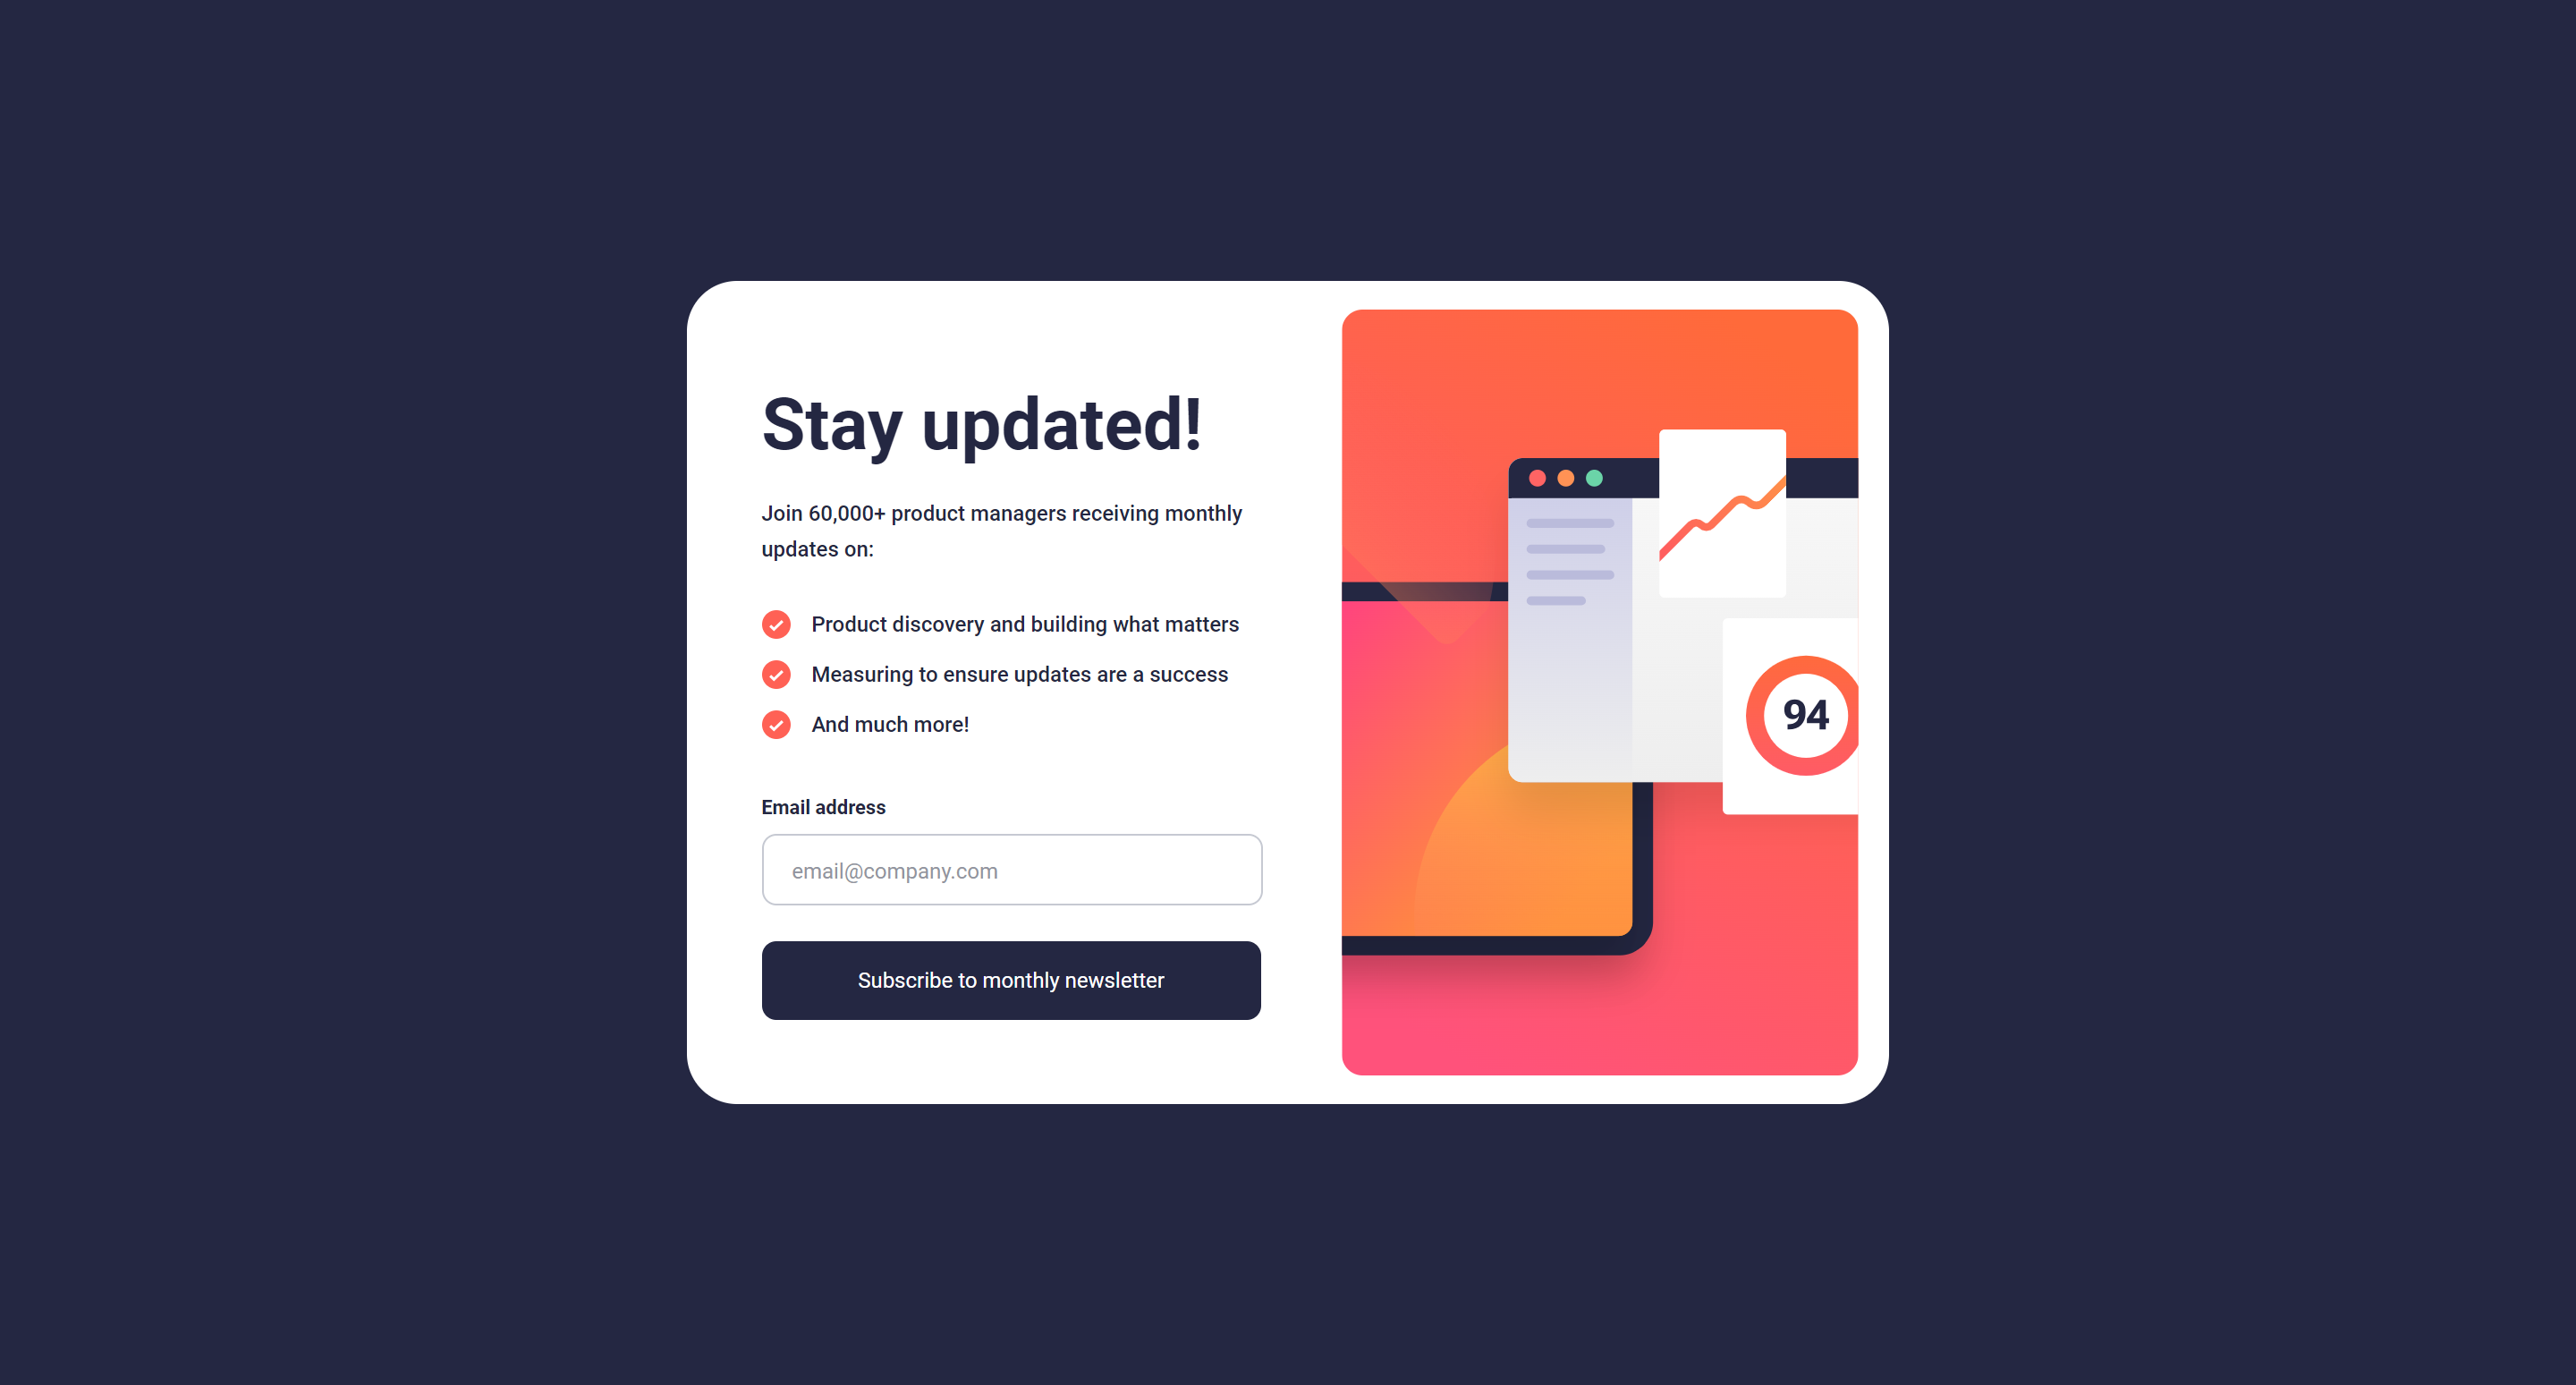 Stay updated!
Join 60,000+ product managers receiving monthly
updates on:
Product discovery and building what matters
Measuring to ensure updates are a success
And much more!
Email address
email@company.com
Subscribe to monthly newsletter
94